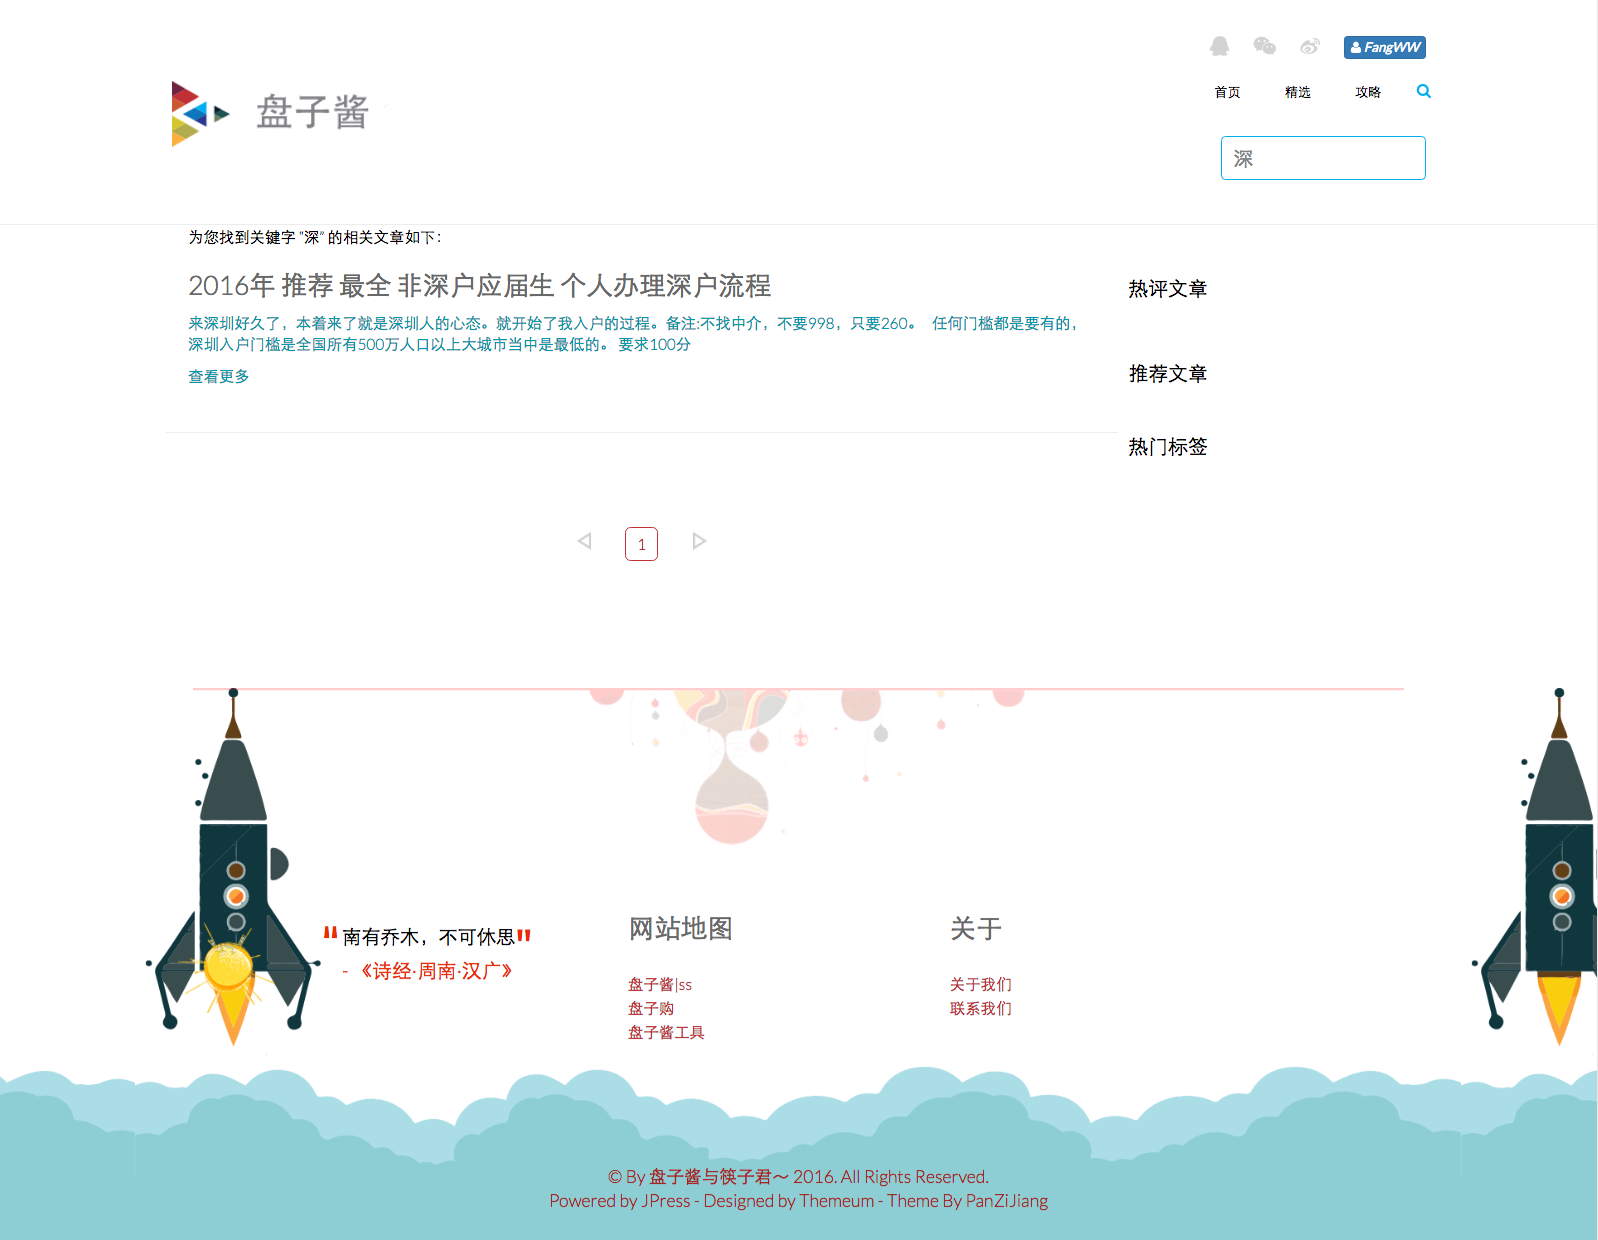 FangWW
首页 精选 攻略
盘子酱
深
为您找到关键字 "深" 的相关文章如下：
2016年 推荐 最全 非深户应届生 个人办理深户流程
来深圳好久了，本着来了就是深圳人的心态。就开始了我入户的过程。备注:不找中介，不要998，只要260。 任何门槛都是要有的，
深圳入户门槛是全国所有500万人口以上大城市当中是最低的。 要求100分
查看更多
热评文章
推荐文章
热门标签
1
"南有乔木，不可休思"
- 《诗经·周南·汉广》
网站地图
盘子酱|ss
盘子购
盘子酱工具
关于
关于我们
联系我们
© By 盘子酱与筷子君～ 2016. All Rights Reserved.
Powered by JPress - Designed by Themeum - Theme By PanZiJiang